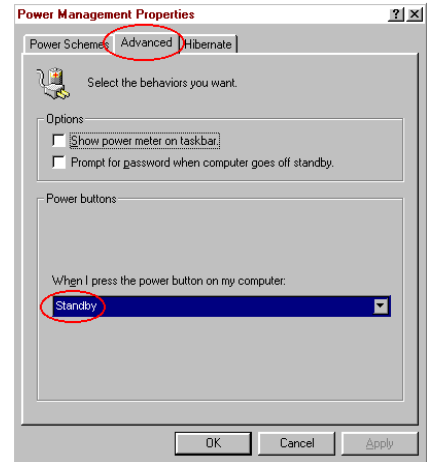 Power Management Properties
Power Schemes Advanced Hibernate
Select the behaviors you want.
Options
Show power meter on taskbar.
Prompt for password when computer goes off standby.
Power buttons
When I press the power button on my computer:
Standby
OK Cancel Apply